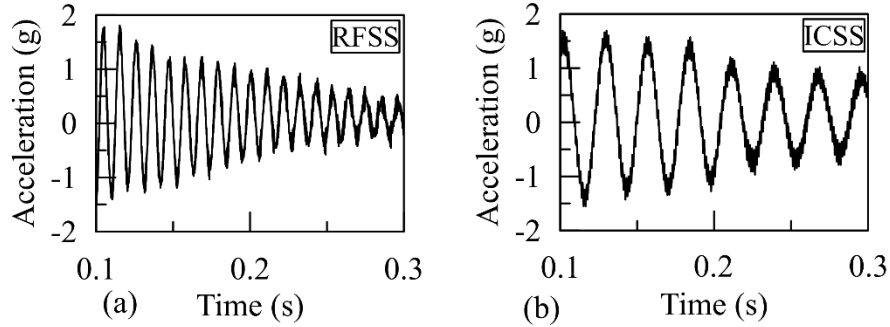 Acceleration (g)
2
1
0
-1
-2
RFSS
0.1
0.2
0.3
(a)
Time (s)
Acceleration (g)
2
1
0
-1
-2
ICSS
0.1
0.2
0.3
(b)
Time (s)